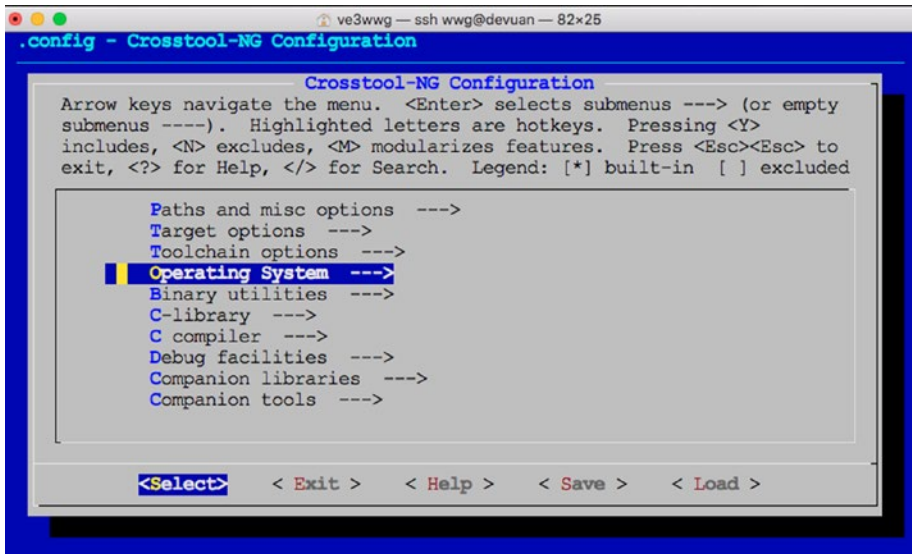 ve3wwg — ssh wwg@devuan — 82×25
.config - Crosstool-NG Configuration
Crosstool-NG Configuration
Arrow keys navigate the menu.  <Enter> selects submenus ---> (or empty
submenus ----).  Highlighted letters are hotkeys.  Pressing <Y>
includes, <N> excludes, <M> modularizes features.  Press <Esc><Esc> to
exit, <?> for Help, </> for Search.  Legend: [*] built-in  [ ] excluded
Paths and misc options  --->
Target options  --->
Toolchain options  --->
Operating System  --->
Binary utilities  --->
C-library  --->
C compiler  --->
Debug facilities  --->
Companion libraries  --->
Companion tools  --->
<Select>    < Exit >    < Help >    < Save >    < Load >